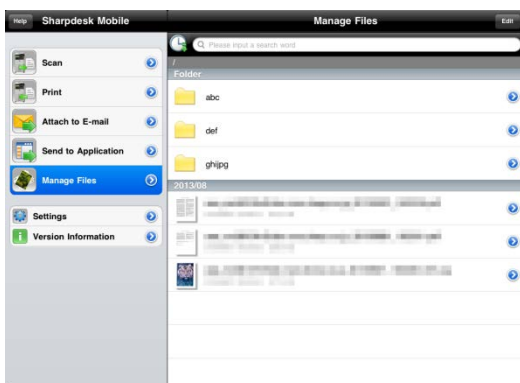 Help
Sharpdesk Mobile
Manage Files
Edit
Please input a search word
Scan
Print
Attach to E-mail
Send to Application
Manage Files
Settings
Version Information
/
Folder
abc
def
ghijpg
2013/08